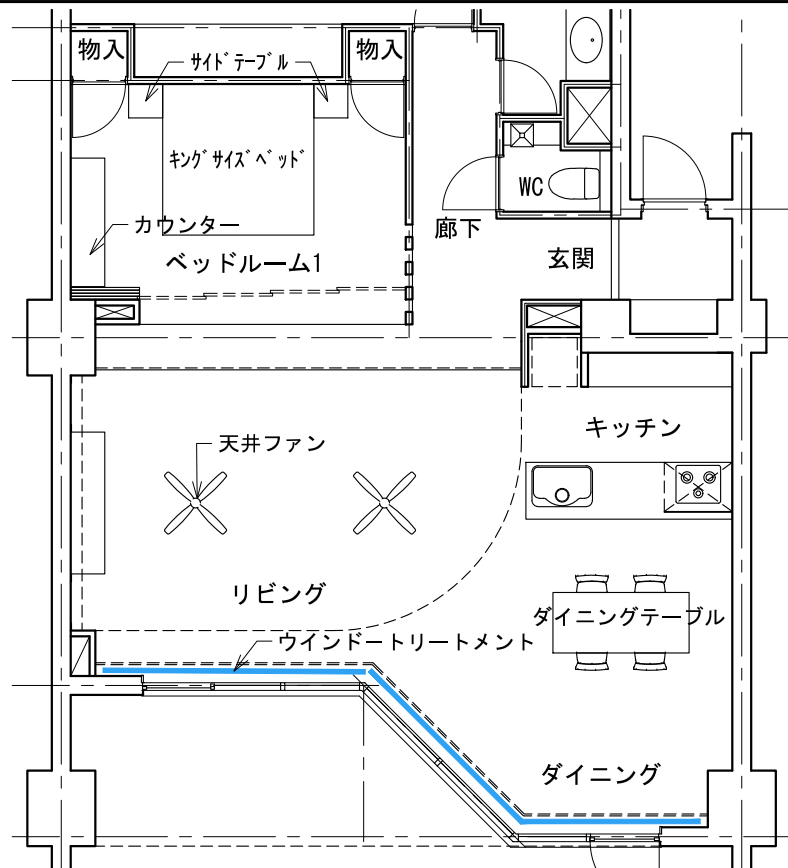 物入
サイドテーブル
物入
キングサイズベッド
WC
カウンター
廊下
ベッドルーム1
玄関
キッチン
天井ファン
リビング
ダイニングテーブル
ウインドートリートメント
ダイニング